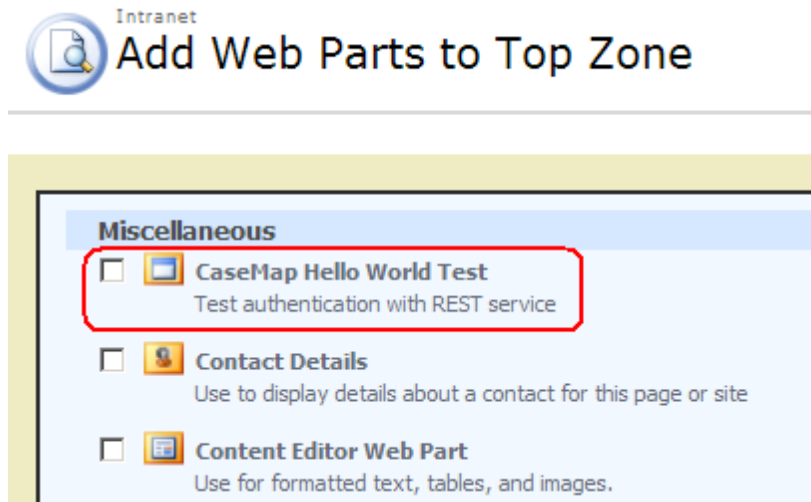 Intranet
Add Web Parts to Top Zone
Miscellaneous
CaseMap Hello World Test
Test authentication with REST service
Contact Details
Use to display details about a contact for this page or site
Content Editor Web Part
Use for formatted text, tables, and images.